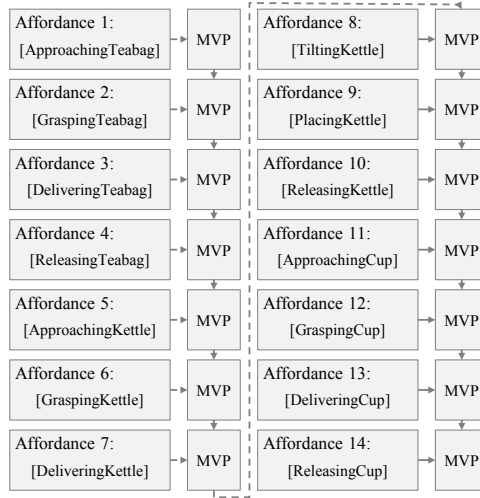 Affordance 1:
[ApproachingTeabag]
MVP
Affordance 2:
[GraspingTeabag]
MVP
Affordance 3:
[DeliveringTeabag]
MVP
Affordance 4:
[ReleasingTeabag]
MVP
Affordance 5:
[ApproachingKettle]
MVP
Affordance 6:
[GraspingKettle]
MVP
Affordance 7:
[DeliveringKettle]
MVP
Affordance 8:
[TiltingKettle]
MVP
Affordance 9:
[PlacingKettle]
MVP
Affordance 10:
[ReleasingKettle]
MVP
Affordance 11:
[ApproachingCup]
MVP
Affordance 12:
[GraspingCup]
MVP
Affordance 13:
[DeliveringCup]
MVP
Affordance 14:
[ReleasingCup]
MVP